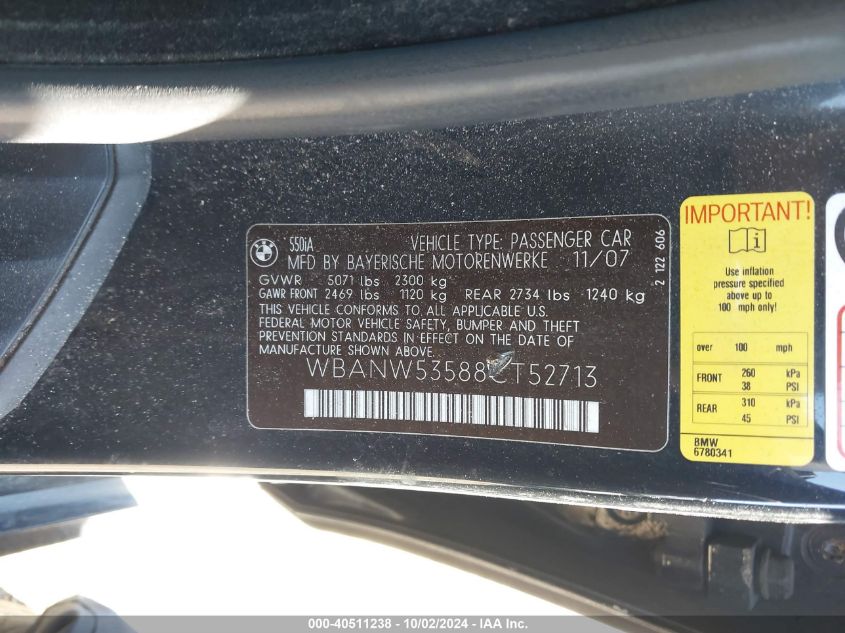 BMW
550iA VEHICLE TYPE: PASSENGER CAR
MFD BY BAYERISCHE MOTORENWERKE 11/07
GVWR 5071 lbs 2300 kg
GAWR FRONT 2469 lbs 1120 kg REAR 2734 lbs 1240 kg
THIS VEHICLE CONFORMS TO ALL APPLICABLE U.S.
FEDERAL MOTOR VEHICLE SAFETY, BUMPER AND THEFT
PREVENTION STANDARDS IN EFFECT ON THE DATE OF
MANUFACTURE SHOWN ABOVE.
WBANW53588CT52713
2 122 606
IMPORTANT!
Use inflation
pressure specified
above up to
100 mph only!
over 100 mph
FRONT 260 kPa
38 PSI
REAR 310 kPa
45 PSI
BMW
6780341
000-40511238 - 10/02/2024 - IAA Inc.